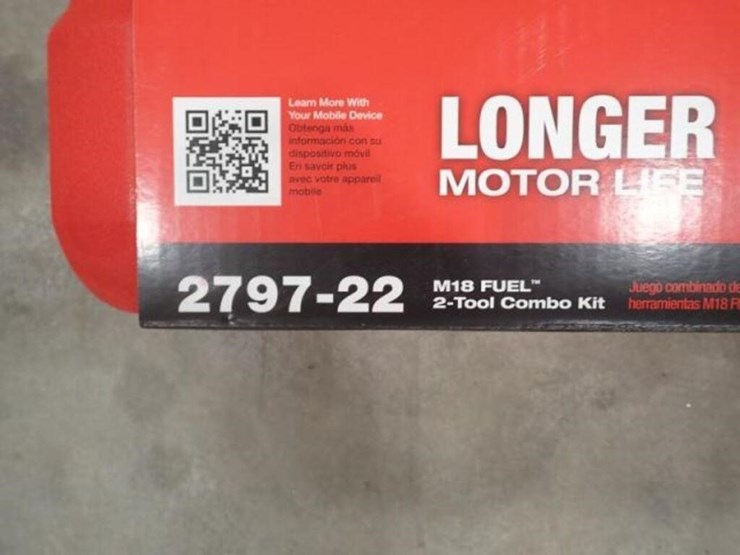 Learn More With
Your Mobile Device
Obtenga más
información con su
dispositivo móvil
En savoir plus
avec votre appareil
mobile
LONGER
MOTOR LIFE
2797-22
M18 FUEL™
2-Tool Combo Kit
Juego combinado de
herramientas M18 F